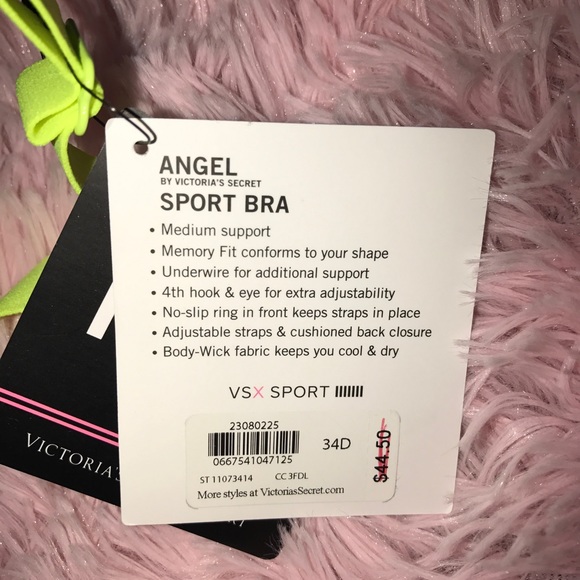 ANGEL
BY VICTORIA'S SECRET
SPORT BRA
• Medium support
• Memory Fit conforms to your shape
• Underwire for additional support
• 4th hook & eye for extra adjustability
• No-slip ring in front keeps straps in place
• Adjustable straps & cushioned back closure
• Body-Wick fabric keeps you cool & dry
VSX SPORT
23080225
0667541047125
34D
$44.50
ST 11073414 CC 3FDL
More styles at VictoriasSecret.com
VICTORIA'S